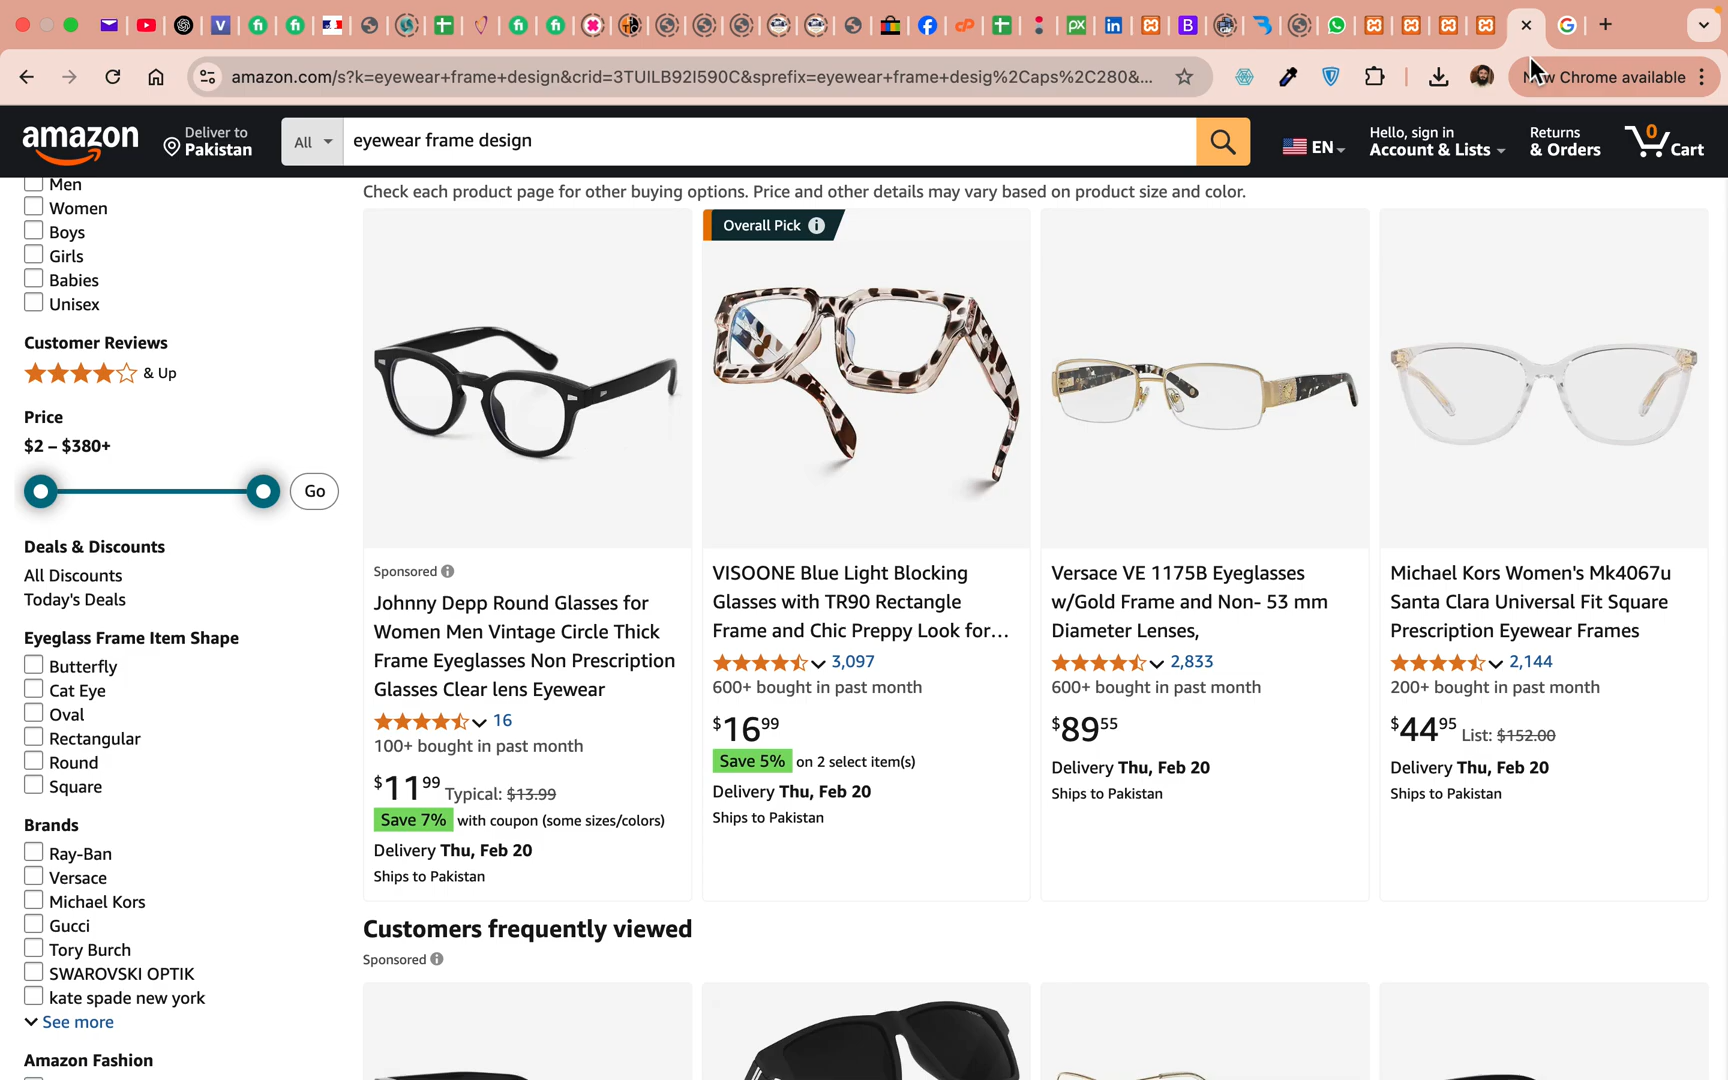 amazon.com/s?k=eyewear+frame+design&crid=3TUILB92I590C&sprefix=eyewear+frame+desig%2Caps%2C280&...
Chrome available
amazon
Deliver to
Pakistan
All
eyewear frame design
EN
Hello, sign in
Account & Lists
Returns
& Orders
0
Cart
Men
Women
Boys
Girls
Babies
Unisex
Customer Reviews
& Up
Price
$2 – $380+
Go
Deals & Discounts
All Discounts
Today's Deals
Eyeglass Frame Item Shape
Butterfly
Cat Eye
Oval
Rectangular
Round
Square
Brands
Ray-Ban
Versace
Michael Kors
Gucci
Tory Burch
SWAROVSKI OPTIK
kate spade new york
See more
Amazon Fashion
Check each product page for other buying options. Price and other details may vary based on product size and color.
Sponsored
Johnny Depp Round Glasses for
Women Men Vintage Circle Thick
Frame Eyeglasses Non Prescription
Glasses Clear lens Eyewear
16
100+ bought in past month
$11.99 Typical: $13.99
Save 7% with coupon (some sizes/colors)
Delivery Thu, Feb 20
Ships to Pakistan
Overall Pick
VISOONE Blue Light Blocking
Glasses with TR90 Rectangle
Frame and Chic Preppy Look for...
3,097
600+ bought in past month
$16.99
Save 5% on 2 select item(s)
Delivery Thu, Feb 20
Ships to Pakistan
Versace VE 1175B Eyeglasses
w/Gold Frame and Non- 53 mm
Diameter Lenses,
2,833
600+ bought in past month
$89.55
Delivery Thu, Feb 20
Ships to Pakistan
Michael Kors Women's Mk4067u
Santa Clara Universal Fit Square
Prescription Eyewear Frames
2,144
200+ bought in past month
$44.95 List: $152.00
Delivery Thu, Feb 20
Ships to Pakistan
Customers frequently viewed
Sponsored